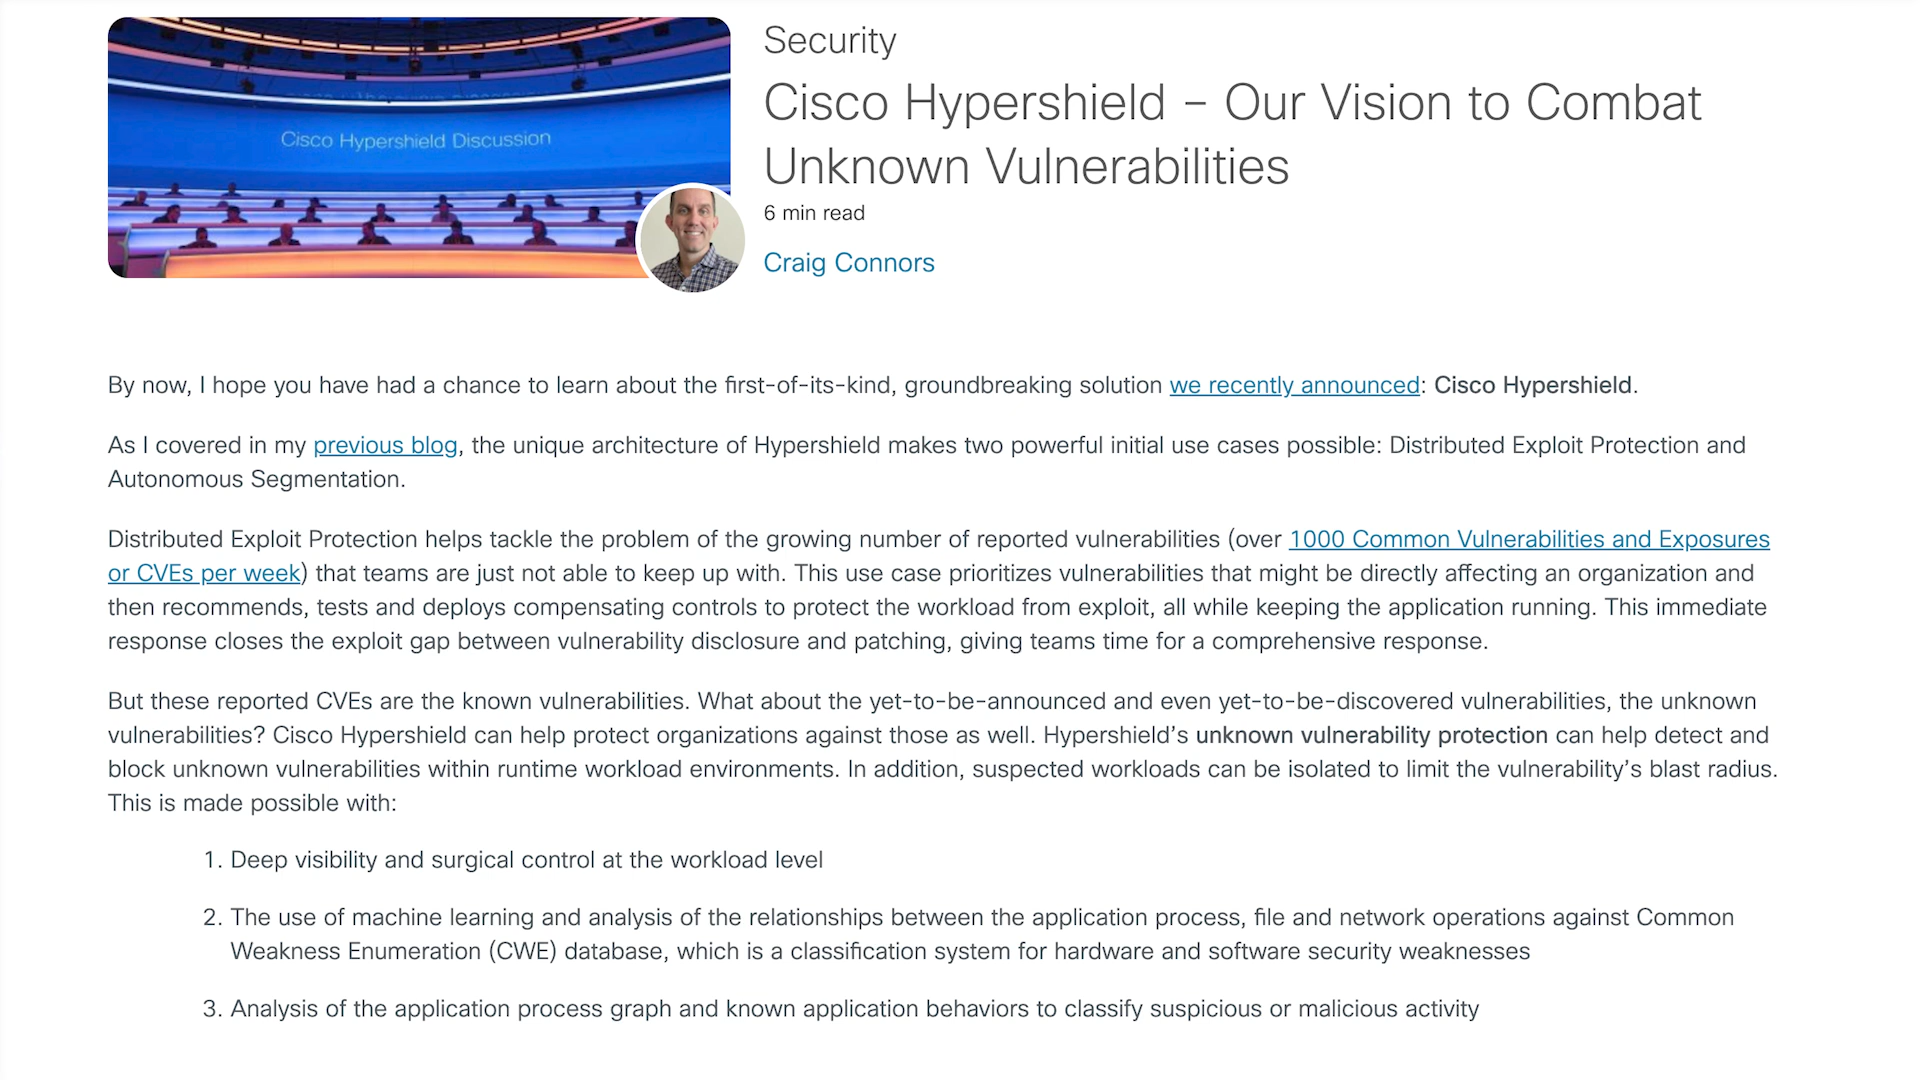 Cisco Hypershield Discussion
Security
Cisco Hypershield – Our Vision to Combat
Unknown Vulnerabilities
6 min read
Craig Connors
By now, I hope you have had a chance to learn about the first-of-its-kind, groundbreaking solution we recently announced: Cisco Hypershield.
As I covered in my previous blog, the unique architecture of Hypershield makes two powerful initial use cases possible: Distributed Exploit Protection and
Autonomous Segmentation.
Distributed Exploit Protection helps tackle the problem of the growing number of reported vulnerabilities (over 1000 Common Vulnerabilities and Exposures
or CVEs per week) that teams are just not able to keep up with. This use case prioritizes vulnerabilities that might be directly affecting an organization and
then recommends, tests and deploys compensating controls to protect the workload from exploit, all while keeping the application running. This immediate
response closes the exploit gap between vulnerability disclosure and patching, giving teams time for a comprehensive response.
But these reported CVEs are the known vulnerabilities. What about the yet-to-be-announced and even yet-to-be-discovered vulnerabilities, the unknown
vulnerabilities? Cisco Hypershield can help protect organizations against those as well. Hypershield’s unknown vulnerability protection can help detect and
block unknown vulnerabilities within runtime workload environments. In addition, suspected workloads can be isolated to limit the vulnerability’s blast radius.
This is made possible with:
1. Deep visibility and surgical control at the workload level
2. The use of machine learning and analysis of the relationships between the application process, file and network operations against Common
Weakness Enumeration (CWE) database, which is a classification system for hardware and software security weaknesses
3. Analysis of the application process graph and known application behaviors to classify suspicious or malicious activity